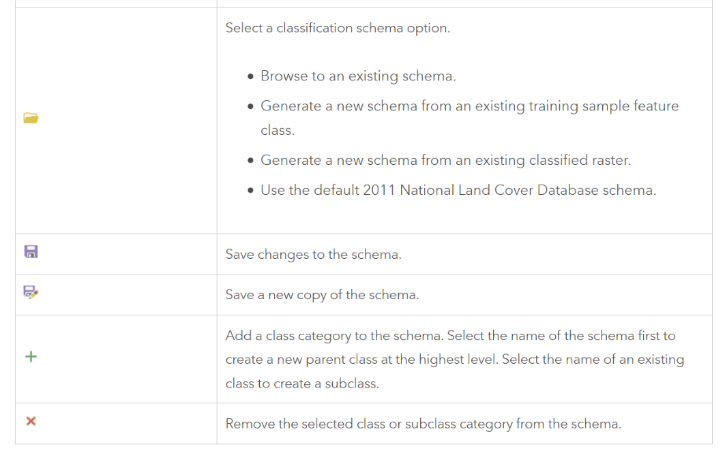 Select a classification schema option.
• Browse to an existing schema.
• Generate a new schema from an existing training sample feature
class.
• Generate a new schema from an existing classified raster.
• Use the default 2011 National Land Cover Database schema.
Save changes to the schema.
Save a new copy of the schema.
Add a class category to the schema. Select the name of the schema first to
create a new parent class at the highest level. Select the name of an existing
class to create a subclass.
Remove the selected class or subclass category from the schema.